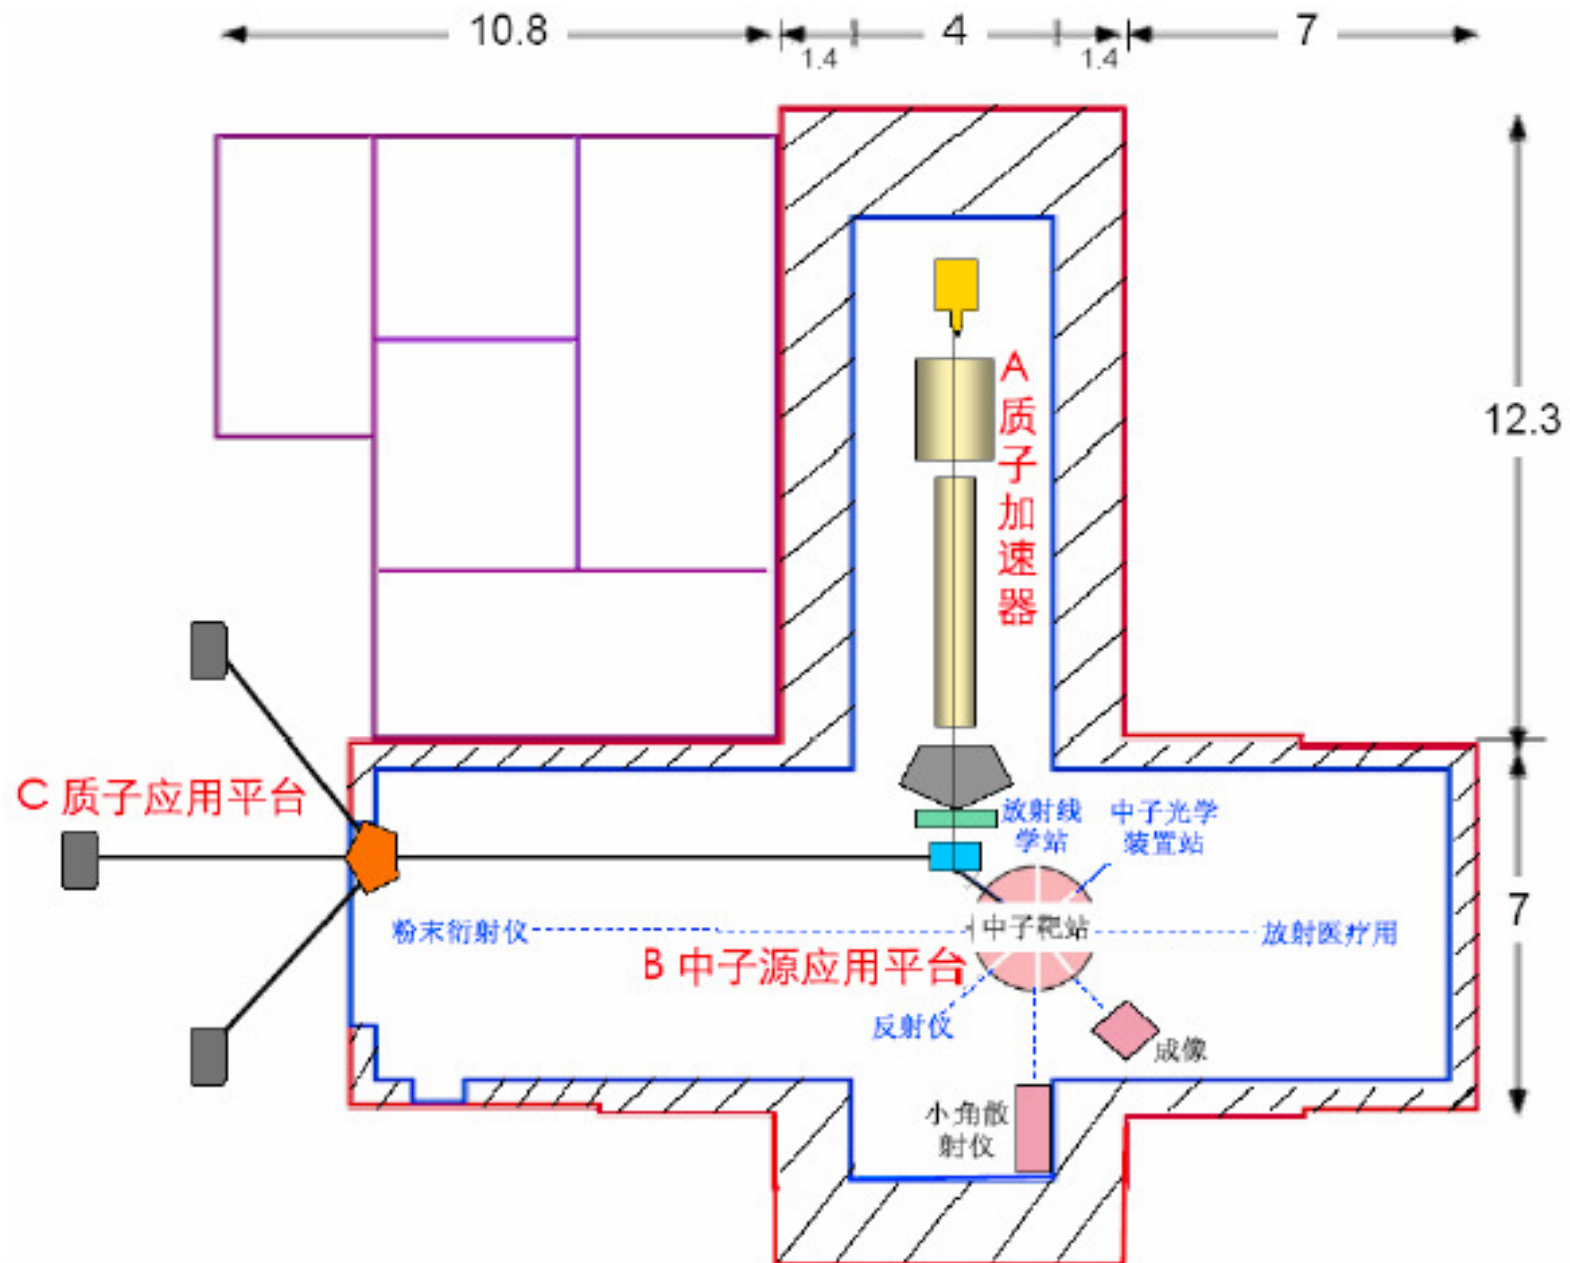 10.8
4
7
1.4
1.4
12.3
A
质
子
加
速
器
C 质子应用平台
放射线
学站
中子光学
装置站
7
粉末衍射仪
中子靶站
放射医疗用
B 中子源应用平台
反射仪
成像
小角散
射仪